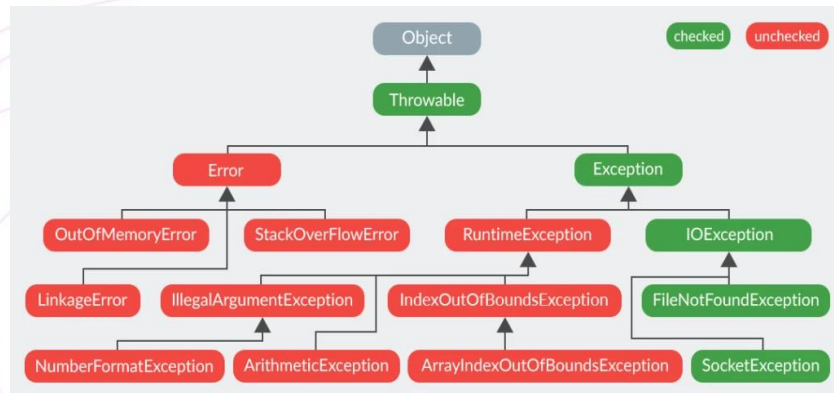 Object
checked
unchecked
Throwable
Error
Exception
OutOfMemoryError
StackOverFlowError
RuntimeException
IOException
LinkageError
IllegalArgumentException
IndexOutOfBoundsException
FileNotFoundException
NumberFormatException
ArithmeticException
ArrayIndexOutOfBoundsException
SocketException